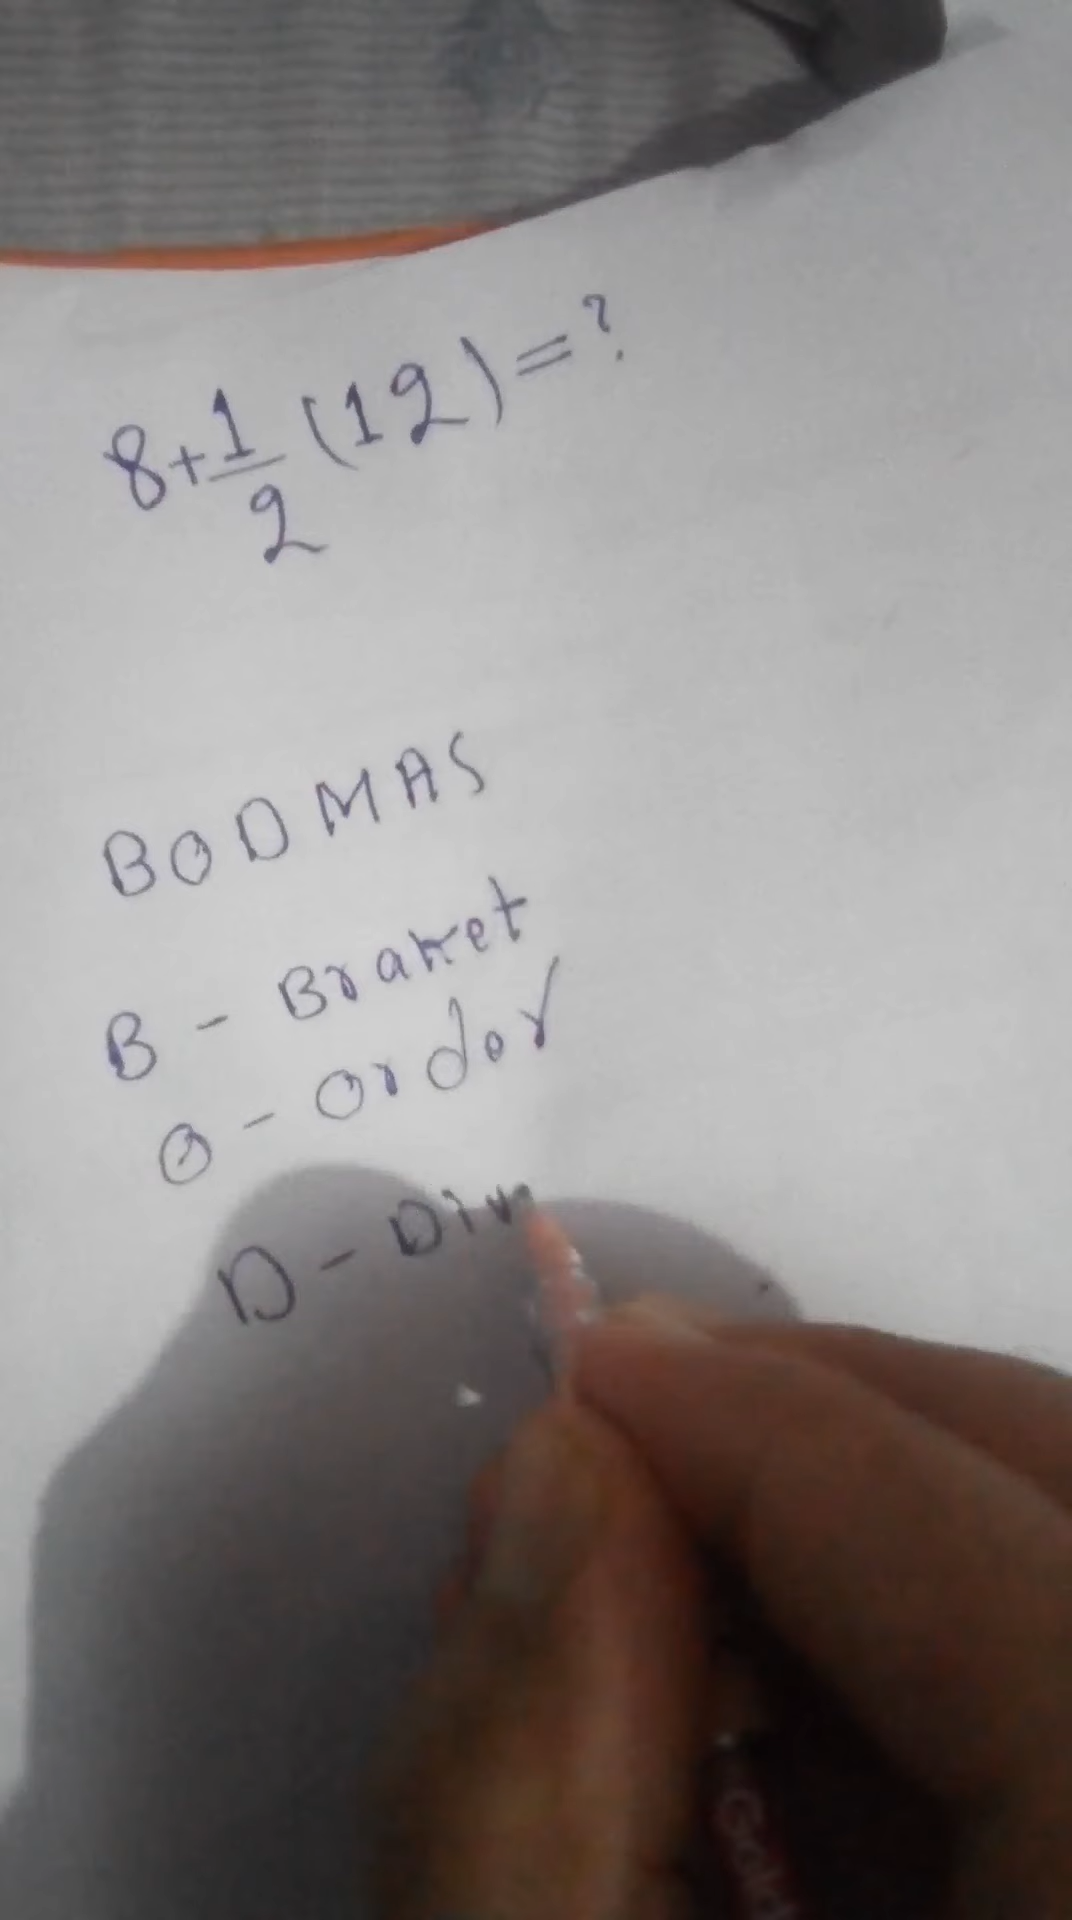 8+1/2 (12)=?
BODMAS
B - Braket
O - Order
D - Div